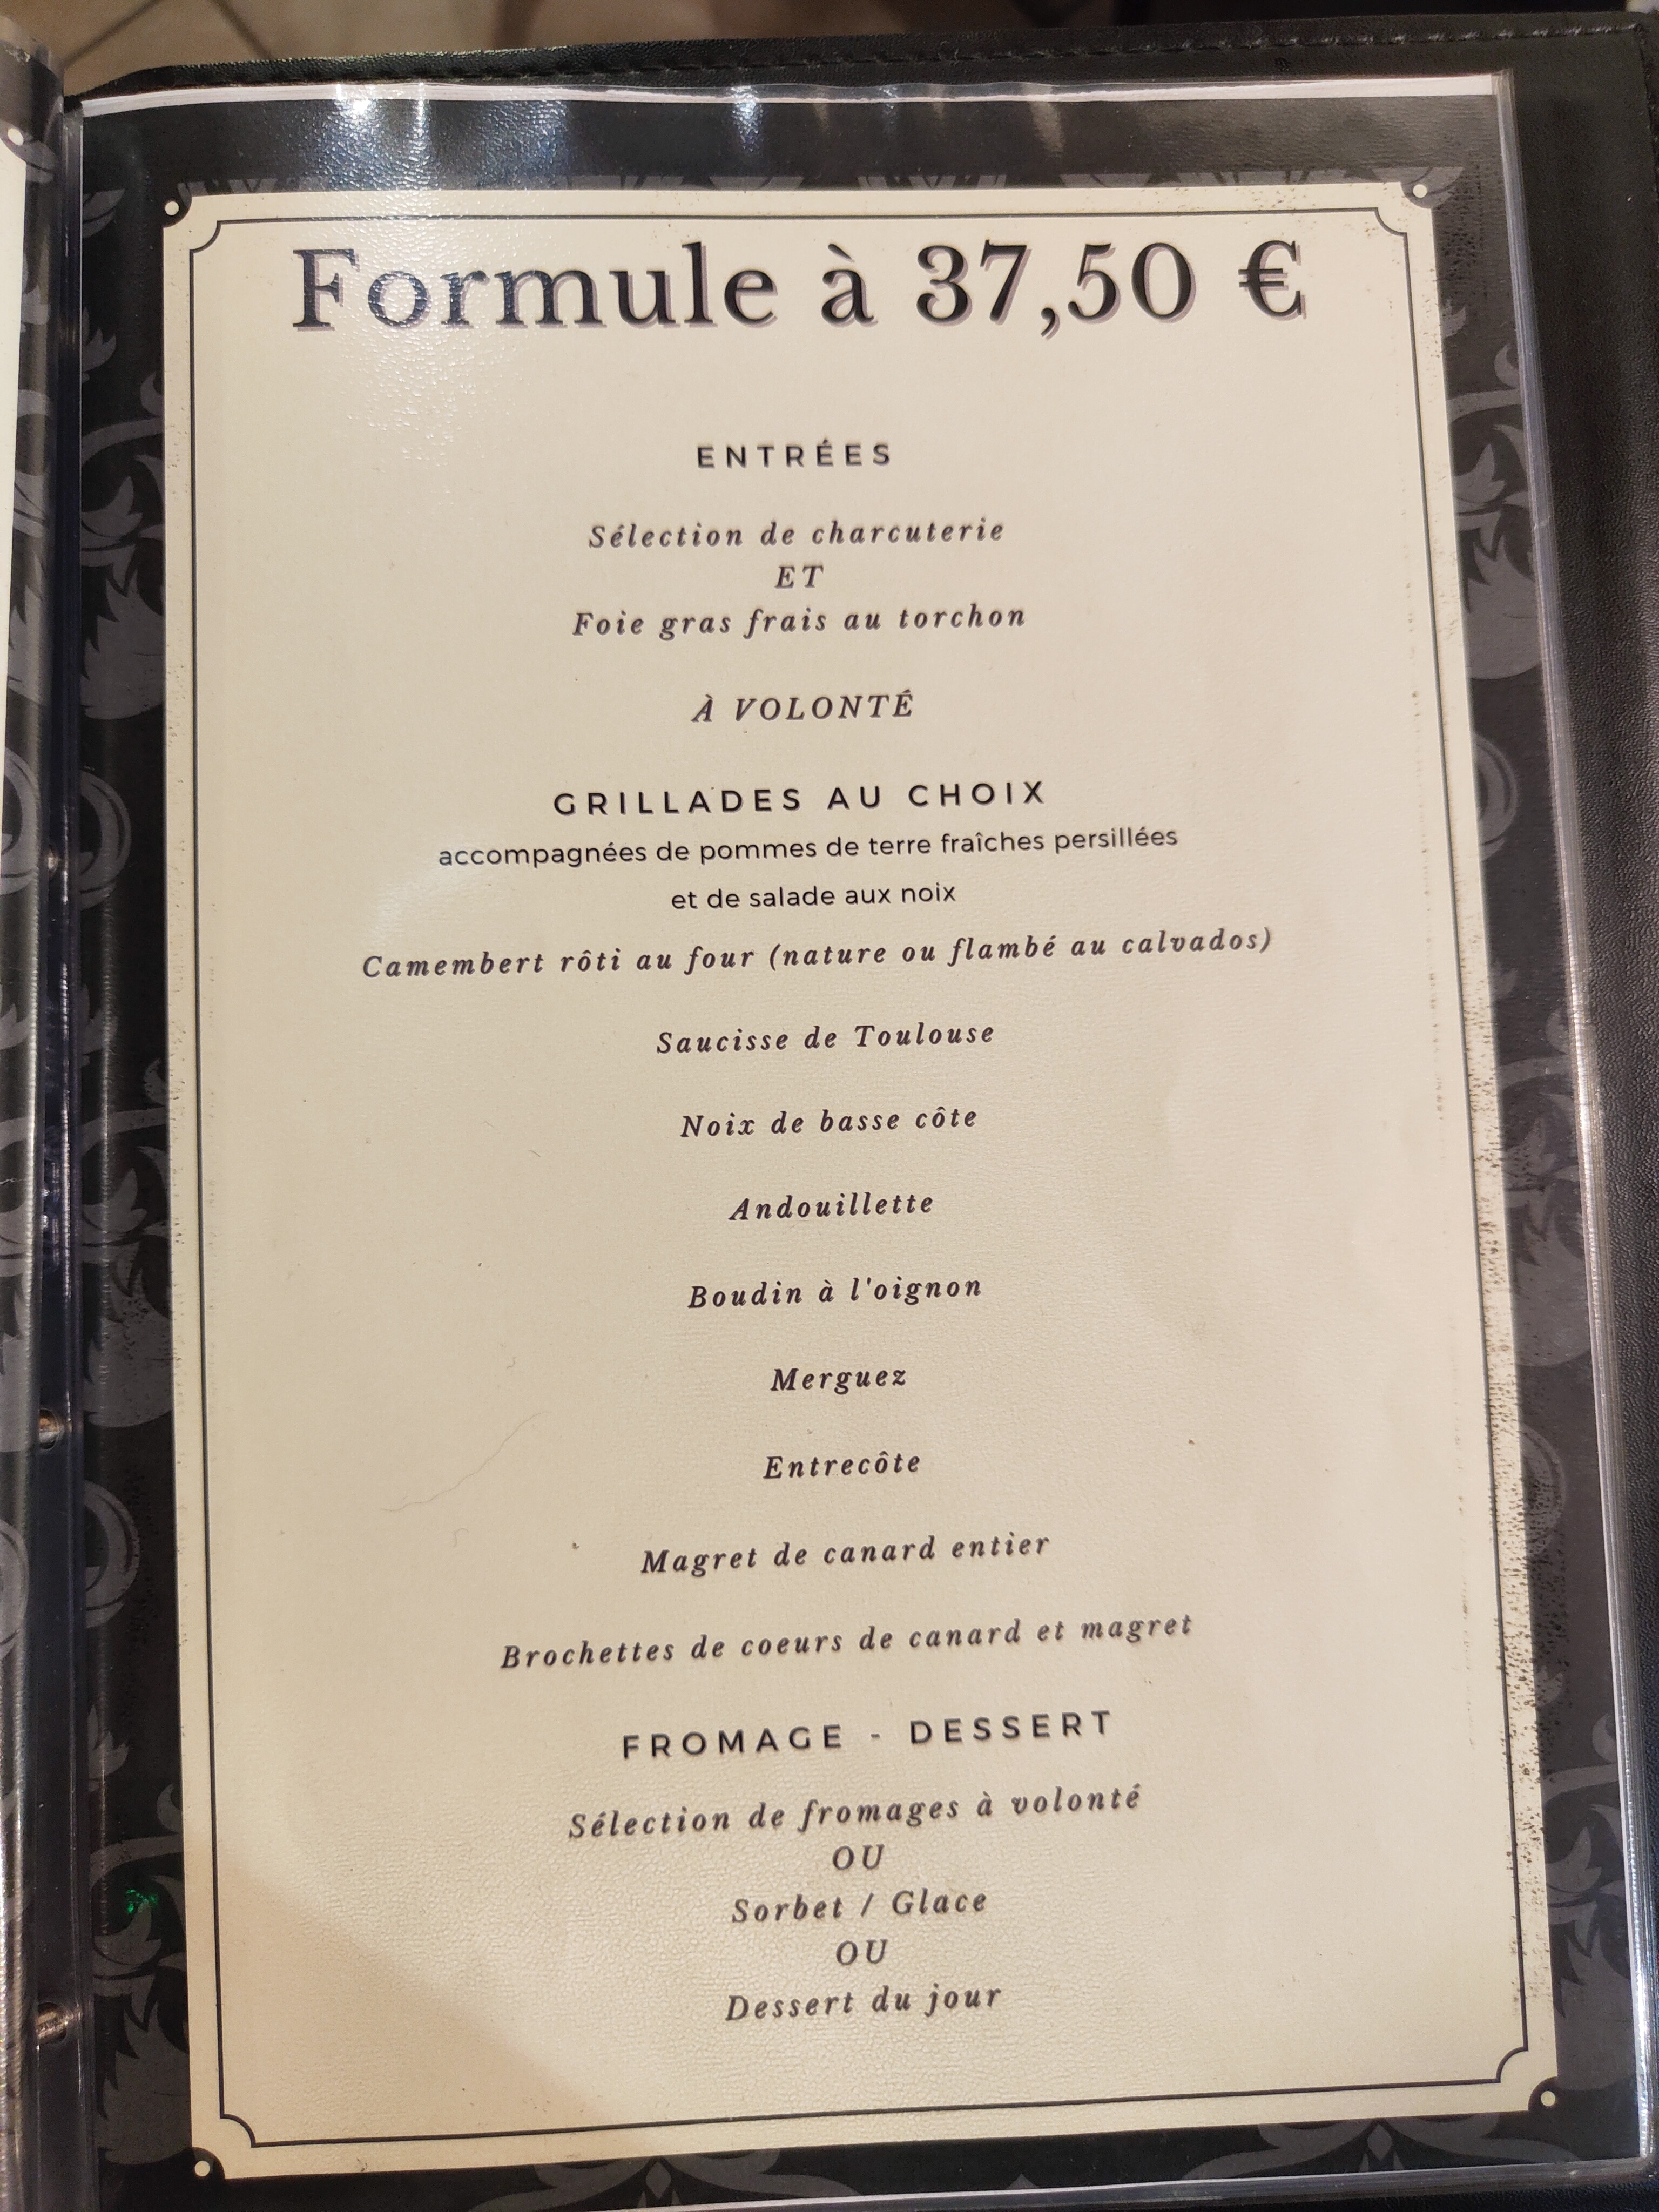 Formule à 37,50 €
ENTRÉES
Sélection de charcuterie
ET
Foie gras frais au torchon
À VOLONTÉ
GRILLADES AU CHOIX
accompagnées de pommes de terre fraîches persillées
et de salade aux noix
Camembert rôti au four (nature ou flambé au calvados)
Saucisse de Toulouse
Noix de basse côte
Andouillette
Boudin à l'oignon
Merguez
Entrecôte
Magret de canard entier
Brochettes de coeurs de canard et magret
FROMAGE - DESSERT
Sélection de fromages à volonté
OU
Sorbet / Glace
OU
Dessert du jour